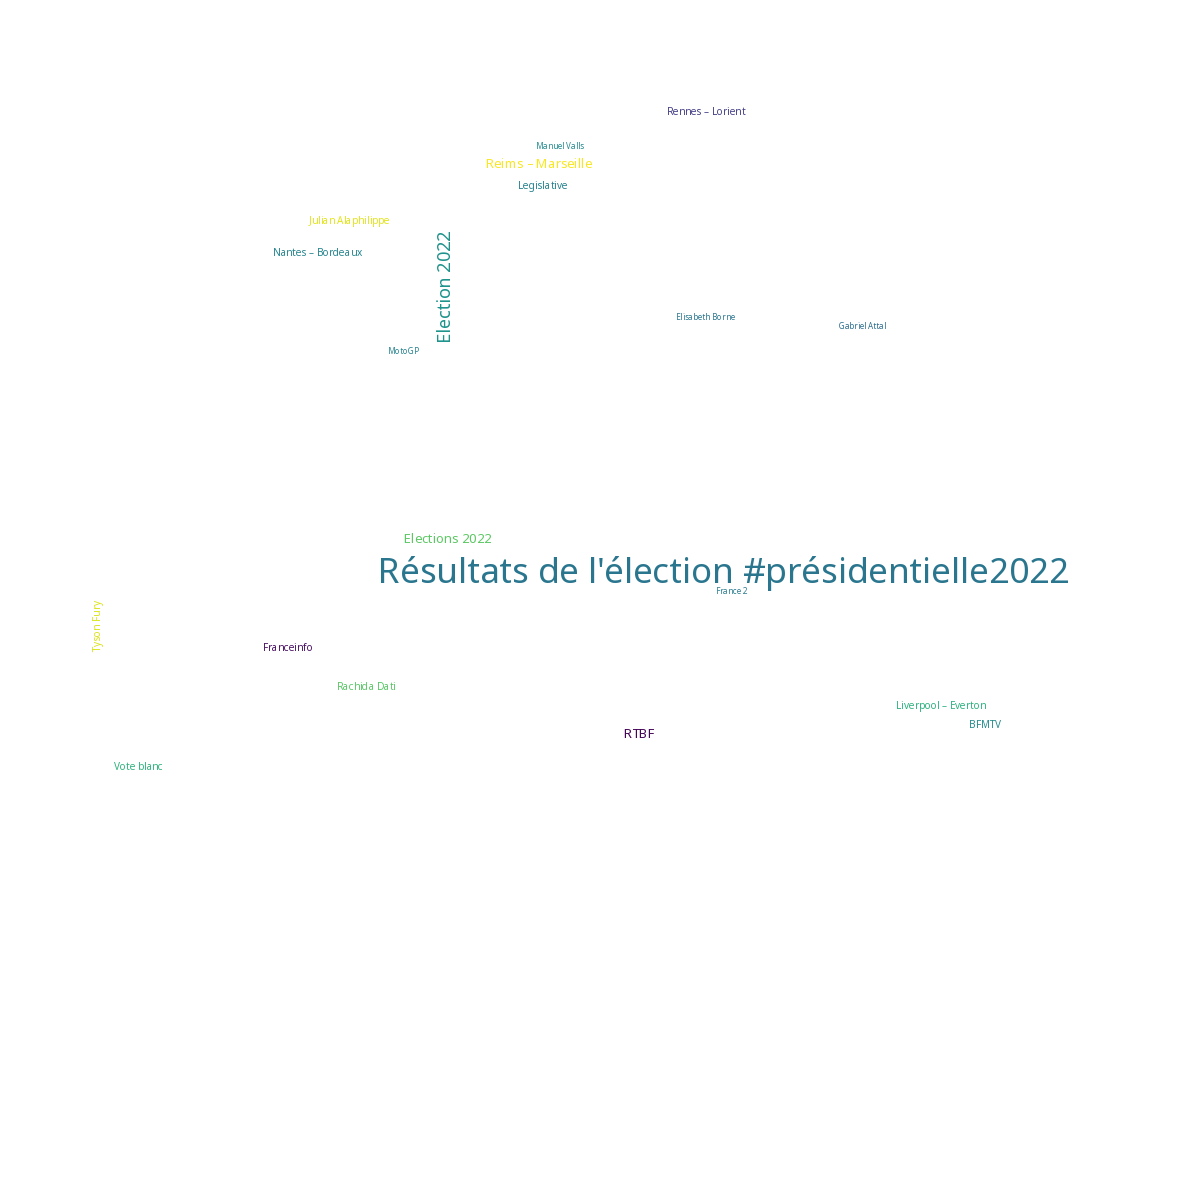 Rennes – Lorient
Manuel Valls
Reims – Marseille
Legislative
Julian Alaphilippe
Election 2022
Nantes – Bordeaux
Elisabeth Borne
Gabriel Attal
MotoGP
Elections 2022
Résultats de l'élection #présidentielle2022
France 2
Tyson Fury
Franceinfo
Rachida Dati
Liverpool – Everton
BFMTV
RTBF
Vote blanc